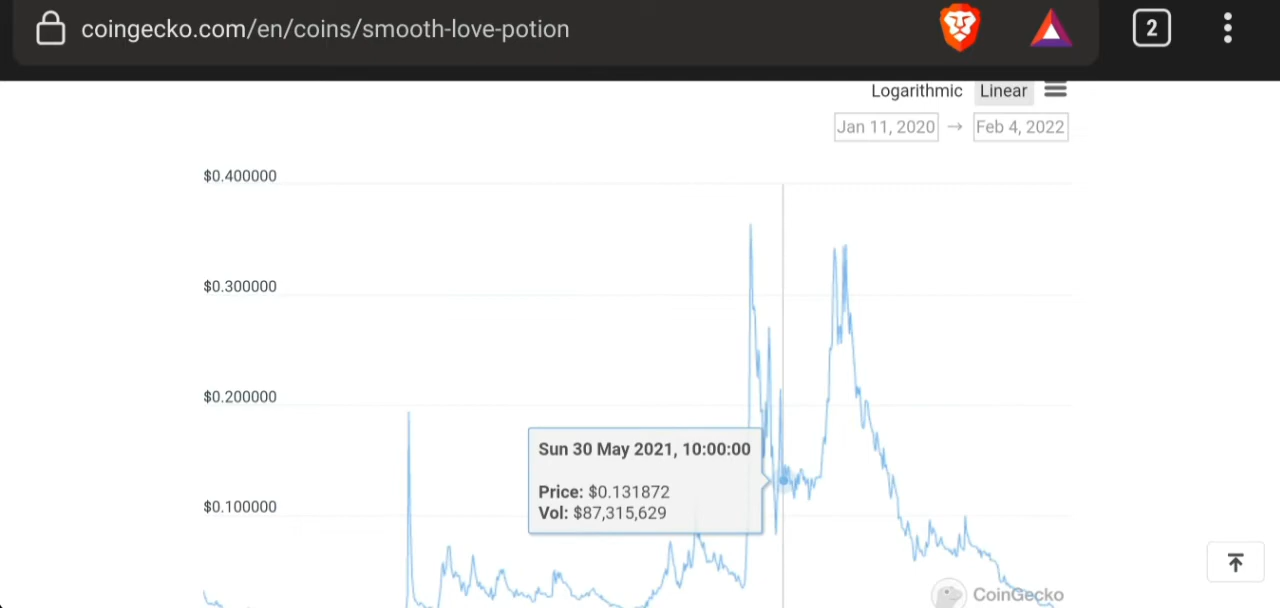 coingecko.com/en/coins/smooth-love-potion
2
Logarithmic Linear
Jan 11, 2020 → Feb 4, 2022
$0.400000
$0.300000
$0.200000
$0.100000
Sun 30 May 2021, 10:00:00
Price: $0.131872
Vol: $87,315,629
CoinGecko